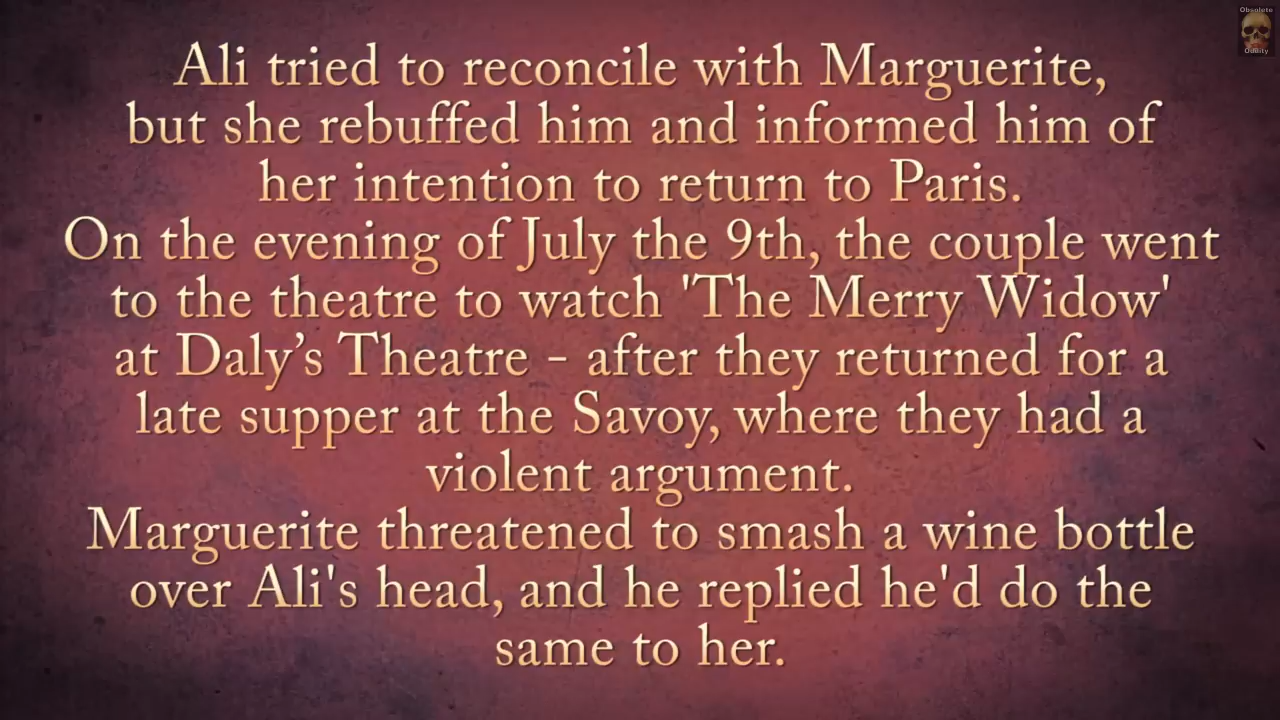 Obsolete
Oddity
Ali tried to reconcile with Marguerite,
but she rebuffed him and informed him of
her intention to return to Paris.
On the evening of July the 9th, the couple went
to the theatre to watch 'The Merry Widow'
at Daly’s Theatre - after they returned for a
late supper at the Savoy, where they had a
violent argument.
Marguerite threatened to smash a wine bottle
over Ali's head, and he replied he'd do the
same to her.